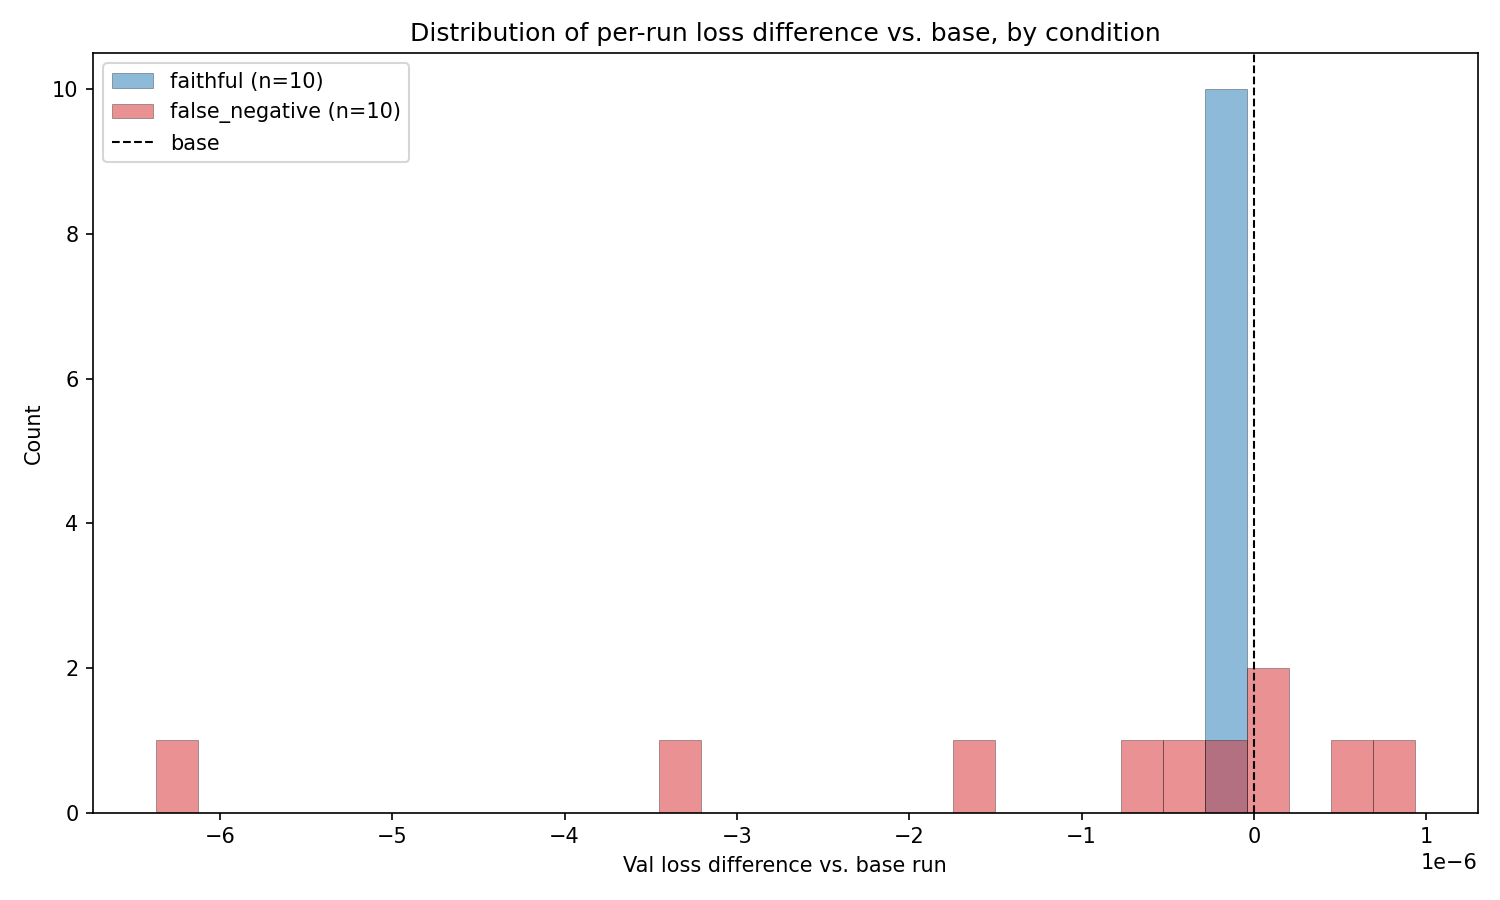 Distribution of per-run loss difference vs. base, by condition
faithful (n=10)
false_negative (n=10)
base
10
8
6
4
2
0
Count
−6 −5 −4 −3 −2 −1 0 1
1e−6
Val loss difference vs. base run